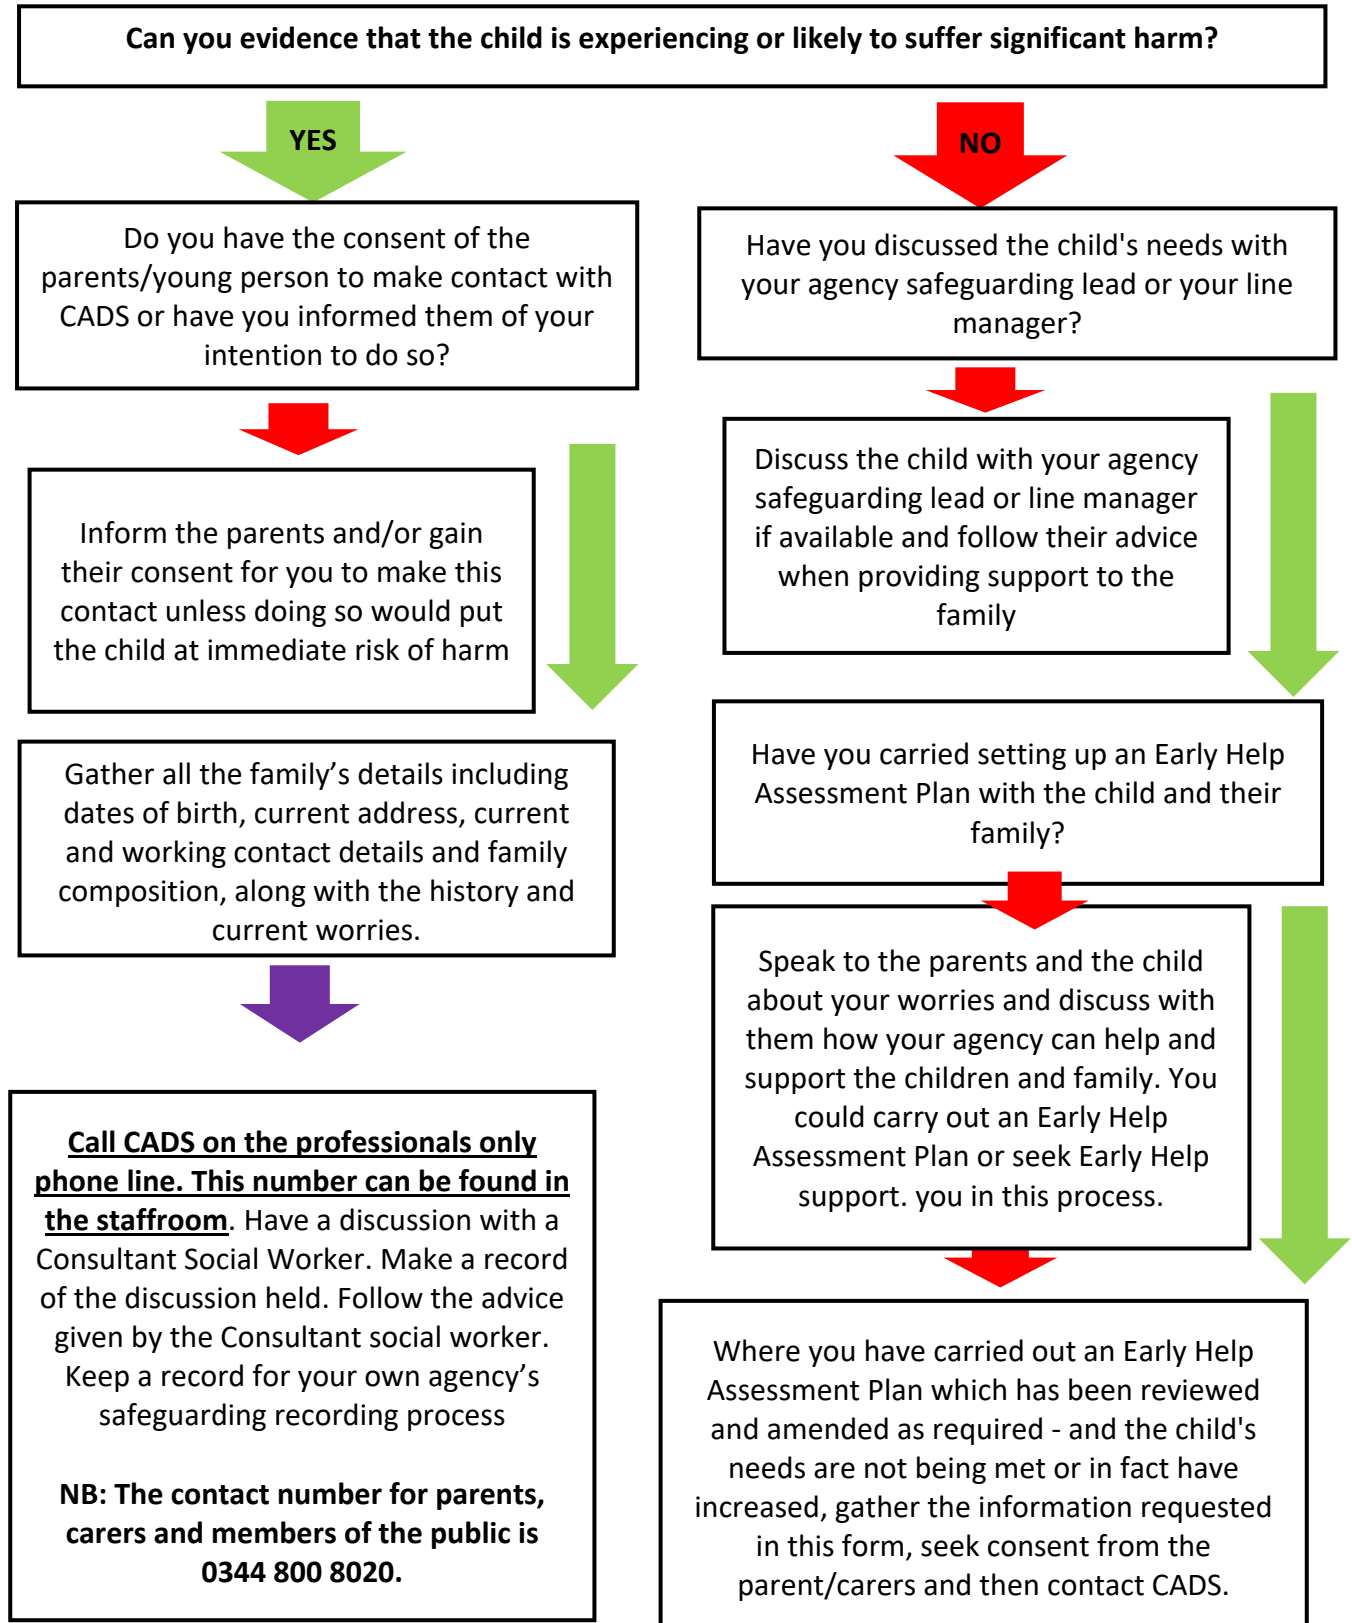 Can you evidence that the child is experiencing or likely to suffer significant harm?
YES
Do you have the consent of the
parents/young person to make contact with
CADS or have you informed them of your
intention to do so?
Inform the parents and/or gain
their consent for you to make this
contact unless doing so would put
the child at immediate risk of harm
Gather all the family’s details including
dates of birth, current address, current
and working contact details and family
composition, along with the history and
current worries.
Call CADS on the professionals only
phone line. This number can be found in
the staffroom. Have a discussion with a
Consultant Social Worker. Make a record
of the discussion held. Follow the advice
given by the Consultant social worker.
Keep a record for your own agency’s
safeguarding recording process
NB: The contact number for parents,
carers and members of the public is
0344 800 8020.
NO
Have you discussed the child's needs with
your agency safeguarding lead or your line
manager?
Discuss the child with your agency
safeguarding lead or line manager
if available and follow their advice
when providing support to the
family
Have you carried setting up an Early Help
Assessment Plan with the child and their
family?
Speak to the parents and the child
about your worries and discuss with
them how your agency can help and
support the children and family. You
could carry out an Early Help
Assessment Plan or seek Early Help
support. you in this process.
Where you have carried out an Early Help
Assessment Plan which has been reviewed
and amended as required - and the child's
needs are not being met or in fact have
increased, gather the information requested
in this form, seek consent from the
parent/carers and then contact CADS.